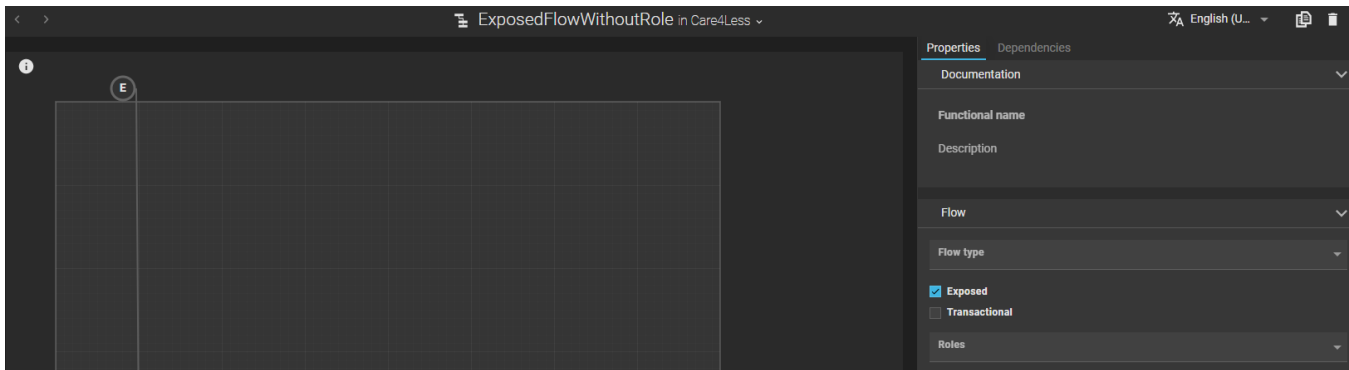 ExposedFlowWithoutRole in Care4Less
English (U...
Properties Dependencies
Documentation
E
Functional name
Description
Flow
Flow type
Exposed
Transactional
Roles